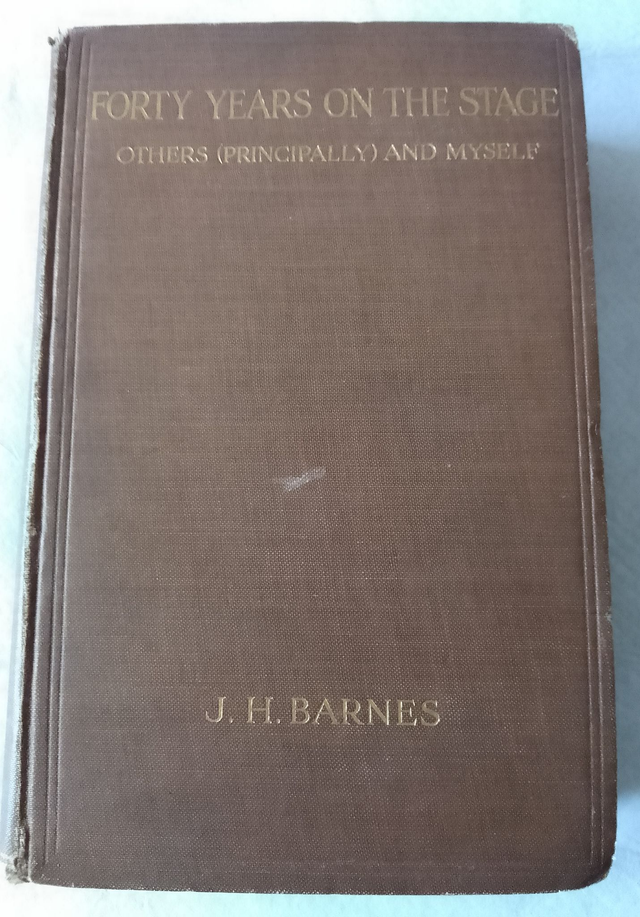 FORTY YEARS ON THE STAGE
OTHERS (PRINCIPALLY) AND MYSELF
J. H. BARNES